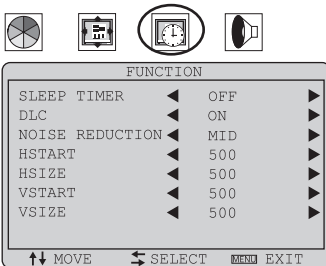 FUNCTION
SLEEP TIMER ◀ OFF ▶
DLC ◀ ON ▶
NOISE REDUCTION ◀ MID ▶
HSTART ◀ 500 ▶
HSIZE ◀ 500 ▶
VSTART ◀ 500 ▶
VSIZE ◀ 500 ▶
MOVE SELECT MENU EXIT